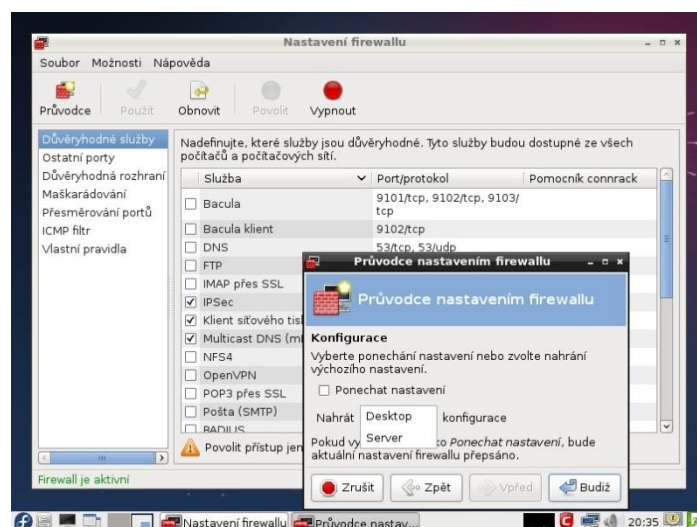 Nastavení firewallu
Soubor Možnosti Nápověda
Průvodce Použít Obnovit Povolit Vypnout
Důvěryhodné služby
Ostatní porty
Důvěryhodná rozhraní
Maškarádování
Přesměrování portů
ICMP filtr
Vlastní pravidla
Nadefinujte, které služby jsou důvěryhodné. Tyto služby budou dostupné ze všech
počítačů a počítačových sítí.
Služba Port/protokol Pomocník connrack
Bacula 9101/tcp, 9102/tcp, 9103/
tcp
Bacula klient 9102/tcp
DNS 53/tcp, 53/udp
FTP
IMAP přes SSL
IPSec
Klient síťového tisk
Multicast DNS (m
NFS4
OpenVPN
POP3 přes SSL
Pošta (SMTP)
RADIUS
Povolit přístup jen
Firewall je aktivní
Průvodce nastavením firewallu
Průvodce nastavením firewallu
Konfigurace
Vyberte ponechání nastavení nebo zvolte nahrání
výchozího nastavení.
Ponechat nastavení
Nahrát Desktop konfigurace
Server
Pokud vy ko Ponechat nastavení, bude
aktuální nastavení firewallu přepsáno.
Zrušit Zpět Vpřed Budiž
Nastavení firewallu Průvodce nastav... 20:35